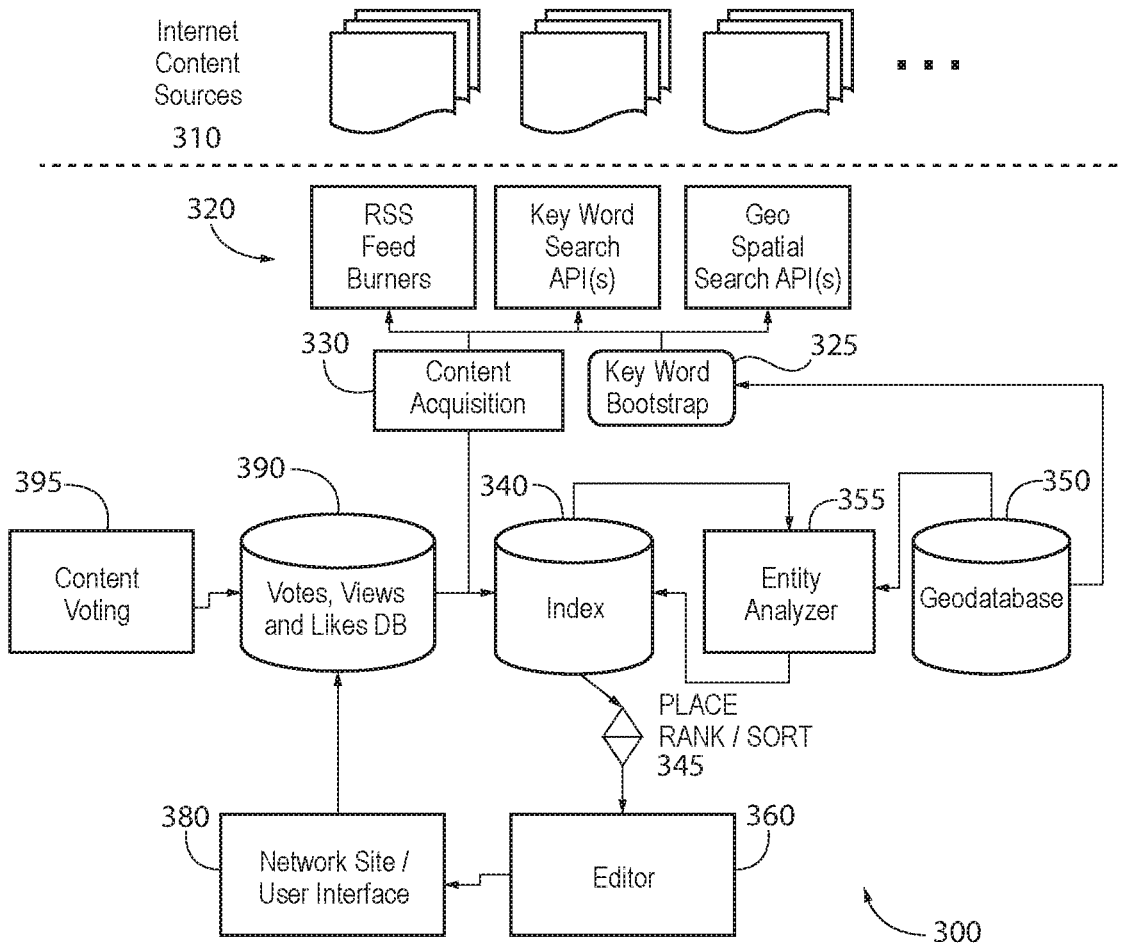 Internet
Content
Sources
310
320
RSS
Feed
Burners
Key Word
Search
API(s)
Geo
Spatial
Search API(s)
330
Content
Acquisition
Key Word
Bootstrap
325
395
390
340
355
350
Content
Voting
Votes, Views
and Likes DB
Index
Entity
Analyzer
Geodatabase
PLACE
RANK / SORT
345
380
360
Network Site /
User Interface
Editor
300